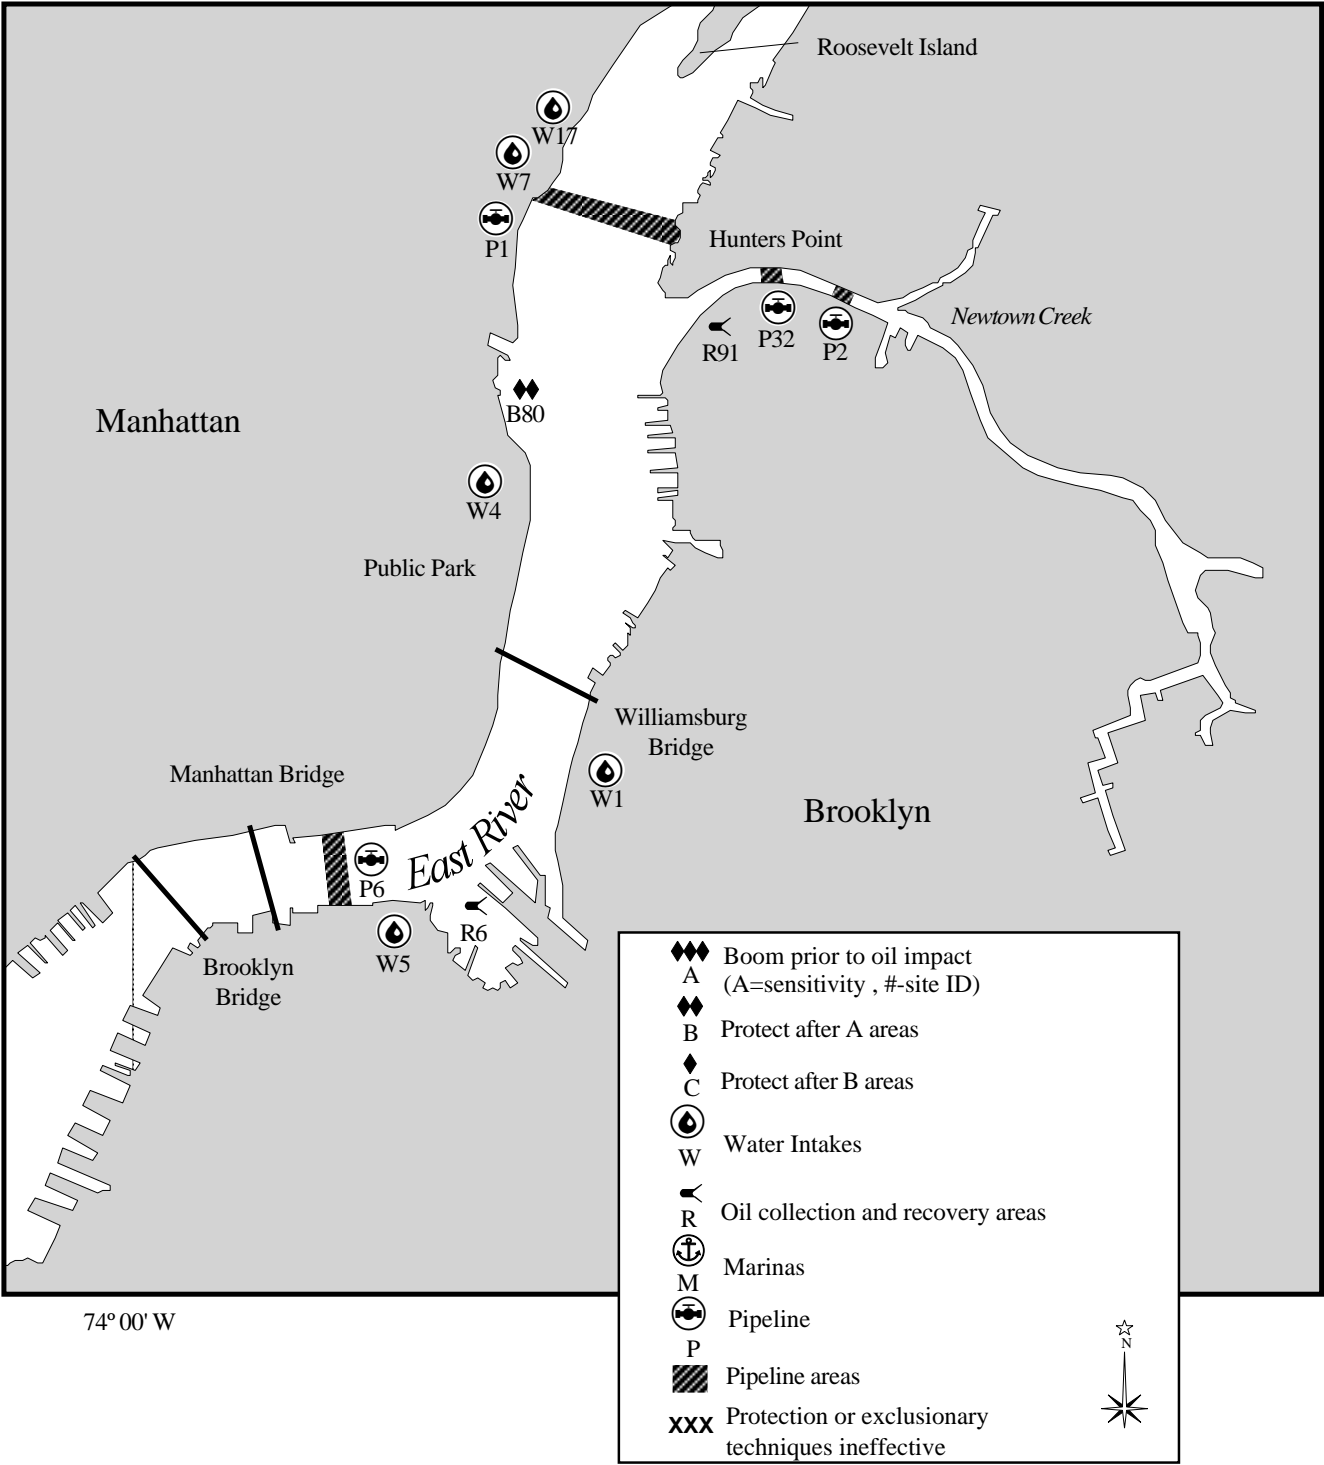 Roosevelt Island
W17
W7
P1
Hunters Point
Newtown Creek
P32
P2
R91
B80
Manhattan
W4
Public Park
Williamsburg
Bridge
Manhattan Bridge
W1
Brooklyn
East River
P6
R6
W5
Brooklyn
Bridge
A
Boom prior to oil impact
(A=sensitivity , #-site ID)
B
Protect after A areas
C
Protect after B areas
W
Water Intakes
R
Oil collection and recovery areas
M
Marinas
P
Pipeline
Pipeline areas
XXX
Protection or exclusionary
techniques ineffective
N
74º 00' W